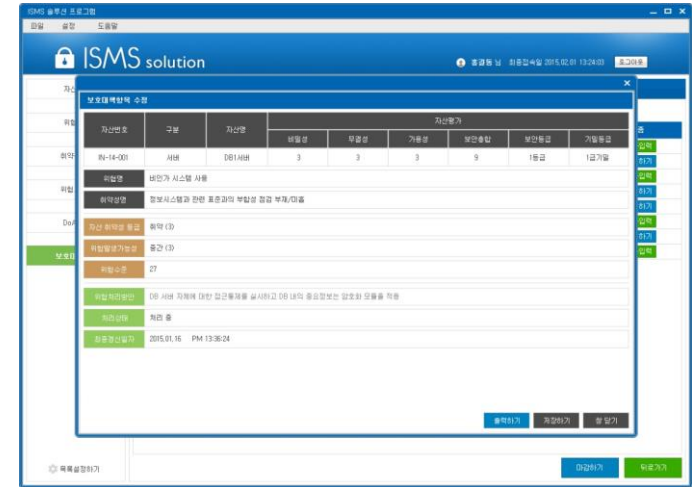 ISMS 솔루션 프로그램
파일 설정 도움말
ISMS solution
홍길동 님 최종접속일 2015.02.01 13:24:03 로그아웃
보호대책항목 수정
자산번호 구분 자산명 자산평가
비밀성 무결성 가용성 보안총합 보안등급 기밀등급
IN-14-001 서버 DB1서버 3 3 3 9 1등급 1급기밀
위협명 비인가 시스템 사용
취약성명 정보시스템과 관련 표준과의 부합성 점검 부재/미흡
자산 취약성 등급 취약 (3)
위협발생가능성 중간 (3)
위험수준 27
위험처리방안 DB 서버 자체에 대한 접근통제를 실시하고 DB 내의 중요정보는 암호화 모듈을 적용
처리상태 처리 중
최종갱신일자 2015.01.16 PM 13:36:24
출력하기 저장하기 창 닫기
목록설정하기 마감하기 뒤로가기